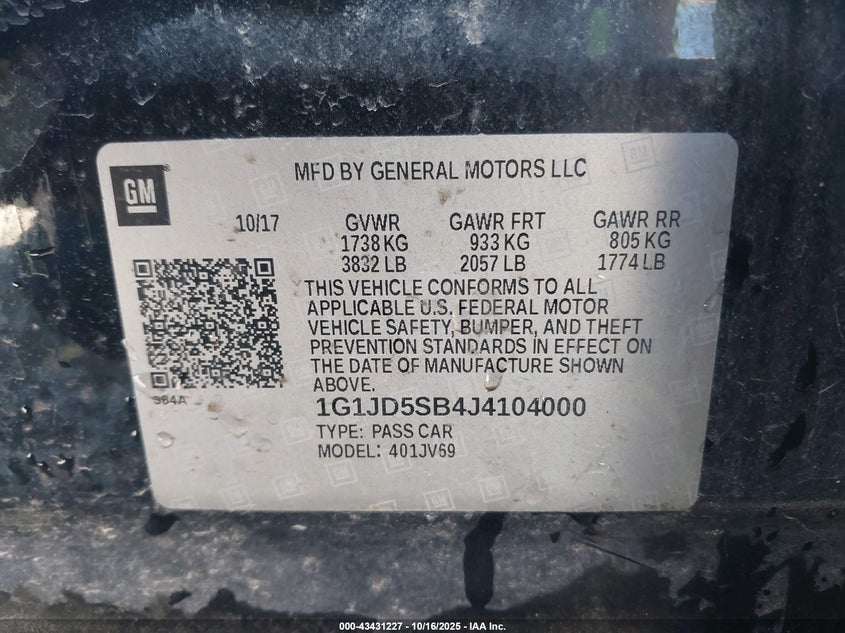 GM
MFD BY GENERAL MOTORS LLC
10/17 GVWR GAWR FRT GAWR RR
1738 KG 933 KG 805 KG
3832 LB 2057 LB 1774 LB
THIS VEHICLE CONFORMS TO ALL
APPLICABLE U.S. FEDERAL MOTOR
VEHICLE SAFETY, BUMPER, AND THEFT
PREVENTION STANDARDS IN EFFECT ON
THE DATE OF MANUFACTURE SHOWN
ABOVE.
384A
1G1JD5SB4J4104000
TYPE: PASS CAR
MODEL: 401JV69
000-43431227 - 10/16/2025 - IAA Inc.